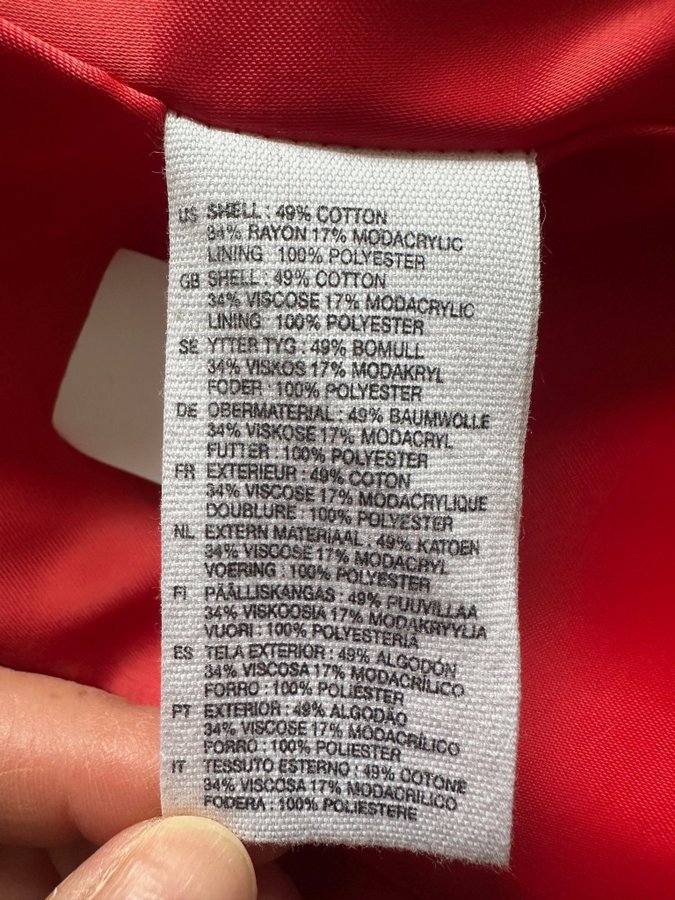 US SHELL : 49% COTTON
34% RAYON 17% MODACRYLIC
LINING 100% POLYESTER
GB SHELL : 49% COTTON
34% VISCOSE 17% MODACRYLIC
LINING 100% POLYESTER
SE YTTER TYG : 49% BOMULL
34% VISKOS 17% MODAKRYL
FODER : 100% POLYESTER
DE OBERMATERIAL : 49% BAUMWOLLE
34% VISKOSE 17% MODACRYL
FUTTER : 100% POLYESTER
FR EXTERIEUR : 49% COTON
34% VISCOSE 17% MODACRYLIQUE
DOUBLURE : 100% POLYESTER
NL EXTERN MATERIAAL : 49% KATOEN
34% VISCOSE 17% MODACRYL
VOERING : 100% POLYESTER
FI PÄÄLLISKANGAS : 49% PUUVILLAA
34% VISKOOSIA 17% MODAKRYYLIA
VUORI : 100% POLYESTERIA
ES TELA EXTERIOR : 49% ALGODÓN
34% VISCOSA 17% MODACRÍLICO
FORRO : 100% POLIESTER
PT EXTERIOR : 49% ALGODÃO
34% VISCOSE 17% MODACRÍLICO
FORRO : 100% POLIESTER
IT TESSUTO ESTERNO : 49% COTONE
34% VISCOSA 17% MODACRILICO
FODERA : 100% POLIESTERE